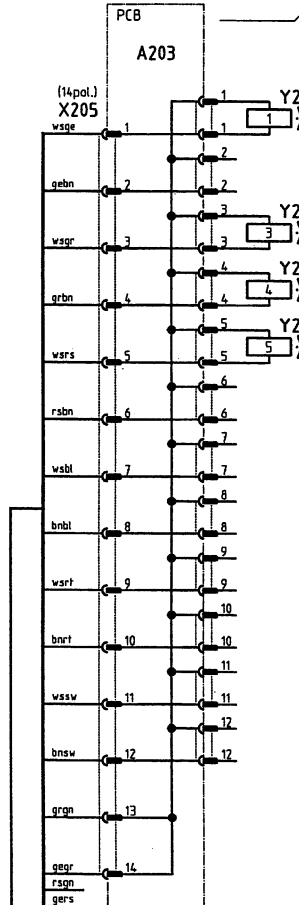 PCB
A203
(14pol.)
X205
1 Y2
wsge 1 1 1
2
gebn 2 2
3 Y2
3
wsgr 3 3
4 Y2
4
grbn 4 4
5 Y2
5
wsrs 5 5
6
rsbn 6 6
7
wsbl 7 7
8
bnbl 8 8
9
wsrt 9 9
10
bnrt 10 10
11
wssw 11 11
12
bnsw 12 12
grgn 13
gegr 14
rsgn
gers